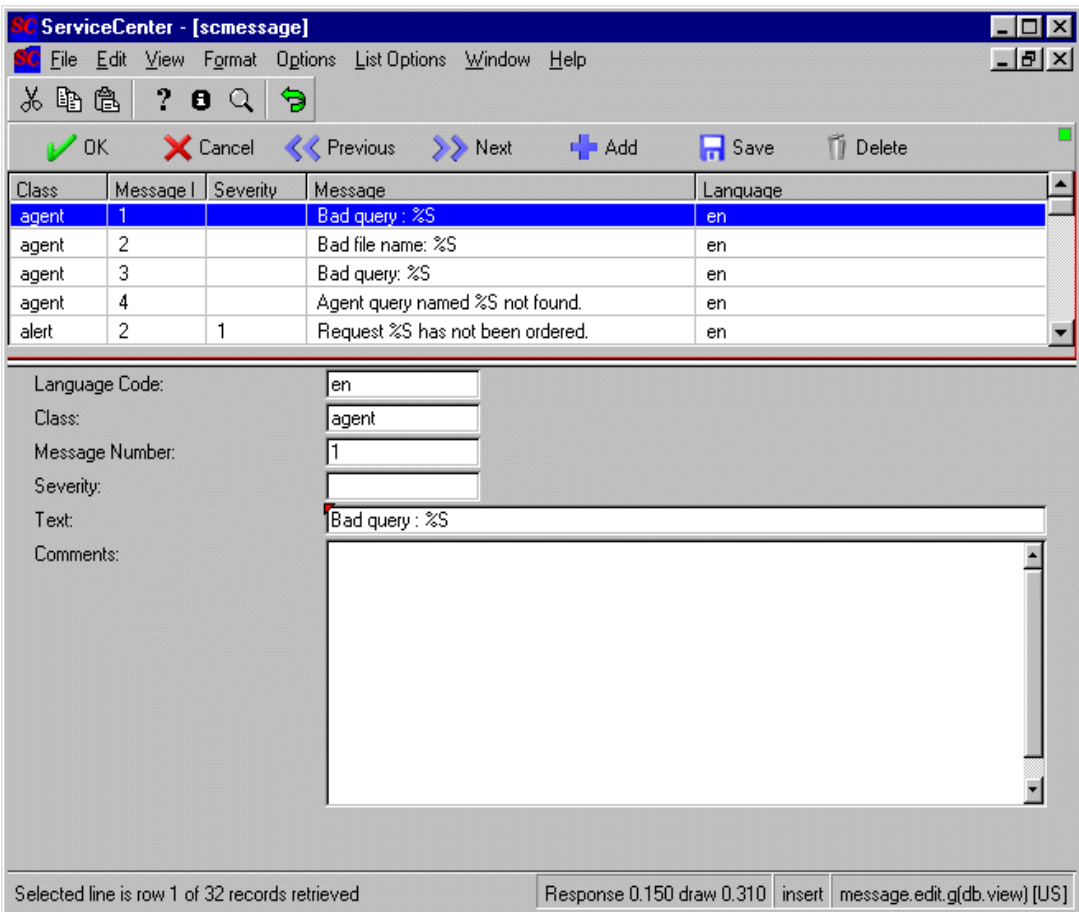 SC ServiceCenter - [scmessage]
SC File Edit View Format Options List Options Window Help
OK Cancel Previous Next Add Save Delete
Class Message I Severity Message Language
agent 1 Bad query : %S en
agent 2 Bad file name: %S en
agent 3 Bad query: %S en
agent 4 Agent query named %S not found. en
alert 2 1 Request %S has not been ordered. en
Language Code: en
Class: agent
Message Number: 1
Severity:
Text: Bad query : %S
Comments:
Selected line is row 1 of 32 records retrieved Response 0.150 draw 0.310 insert message.edit.g(db.view) [US]